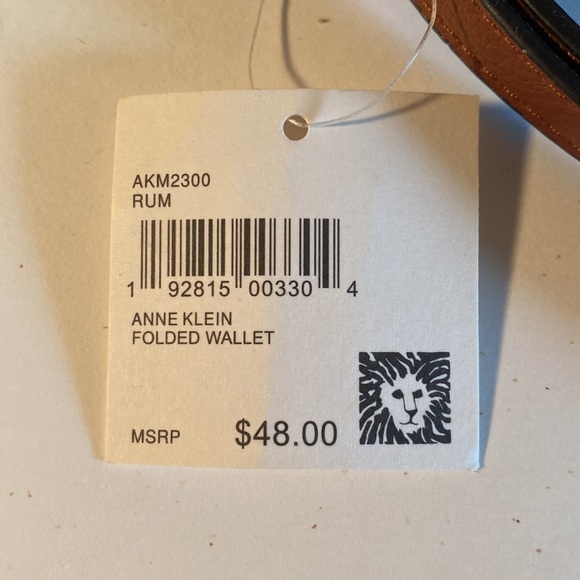 AKM2300
RUM
1 92815 00330 4
ANNE KLEIN
FOLDED WALLET
MSRP $48.00